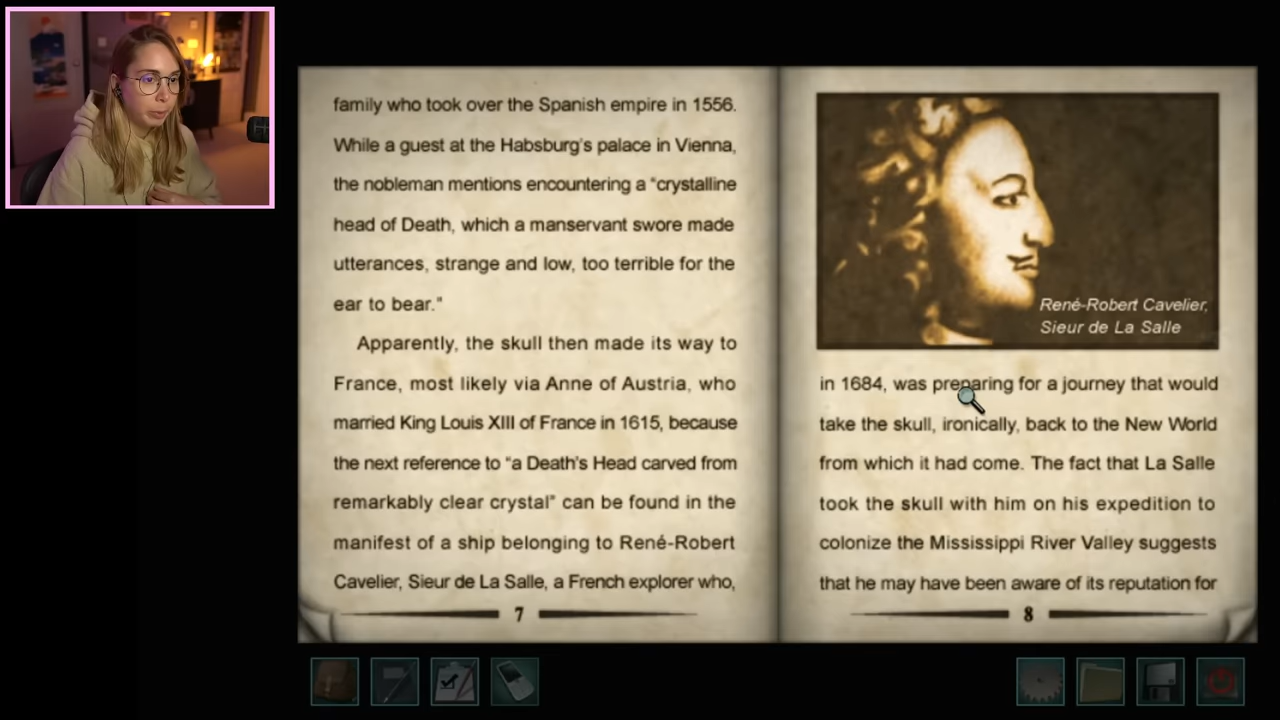 family who took over the Spanish empire in 1556.
While a guest at the Habsburg's palace in Vienna,
the nobleman mentions encountering a "crystalline
head of Death, which a manservant swore made
utterances, strange and low, too terrible for the
ear to bear."
Apparently, the skull then made its way to
France, most likely via Anne of Austria, who
married King Louis XIII of France in 1615, because
the next reference to "a Death's Head carved from
remarkably clear crystal" can be found in the
manifest of a ship belonging to René-Robert
Cavelier, Sieur de La Salle, a French explorer who,
7
René-Robert Cavelier,
Sieur de La Salle
in 1684, was preparing for a journey that would
take the skull, ironically, back to the New World
from which it had come. The fact that La Salle
took the skull with him on his expedition to
colonize the Mississippi River Valley suggests
that he may have been aware of its reputation for
8